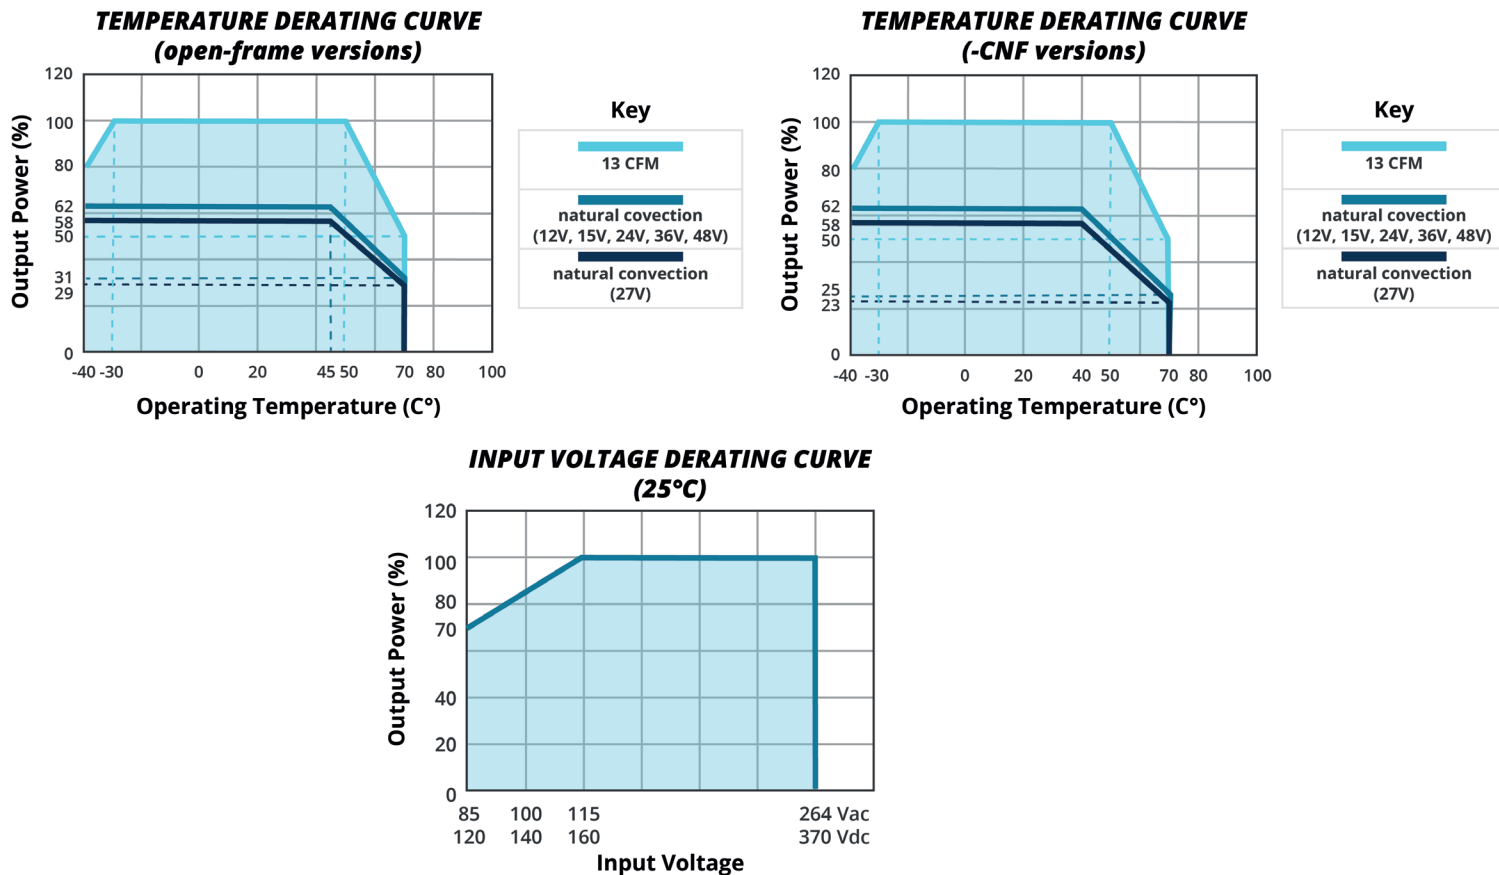 TEMPERATURE DERATING CURVE
(open-frame versions)
Output Power (%)
120
100
80
62
58
50
31
29
0
-40 -30 0 20 45 50 70 80 100
Operating Temperature (C°)
Key
13 CFM
natural covection
(12V, 15V, 24V, 36V, 48V)
natural convection
(27V)
TEMPERATURE DERATING CURVE
(-CNF versions)
Output Power (%)
120
100
80
62
58
50
25
23
0
-40 -30 0 20 40 50 70 80 100
Operating Temperature (C°)
Key
13 CFM
natural covection
(12V, 15V, 24V, 36V, 48V)
natural convection
(27V)
INPUT VOLTAGE DERATING CURVE
(25°C)
Output Power (%)
120
100
80
70
40
20
0
85 100 115 264 Vac
120 140 160 370 Vdc
Input Voltage